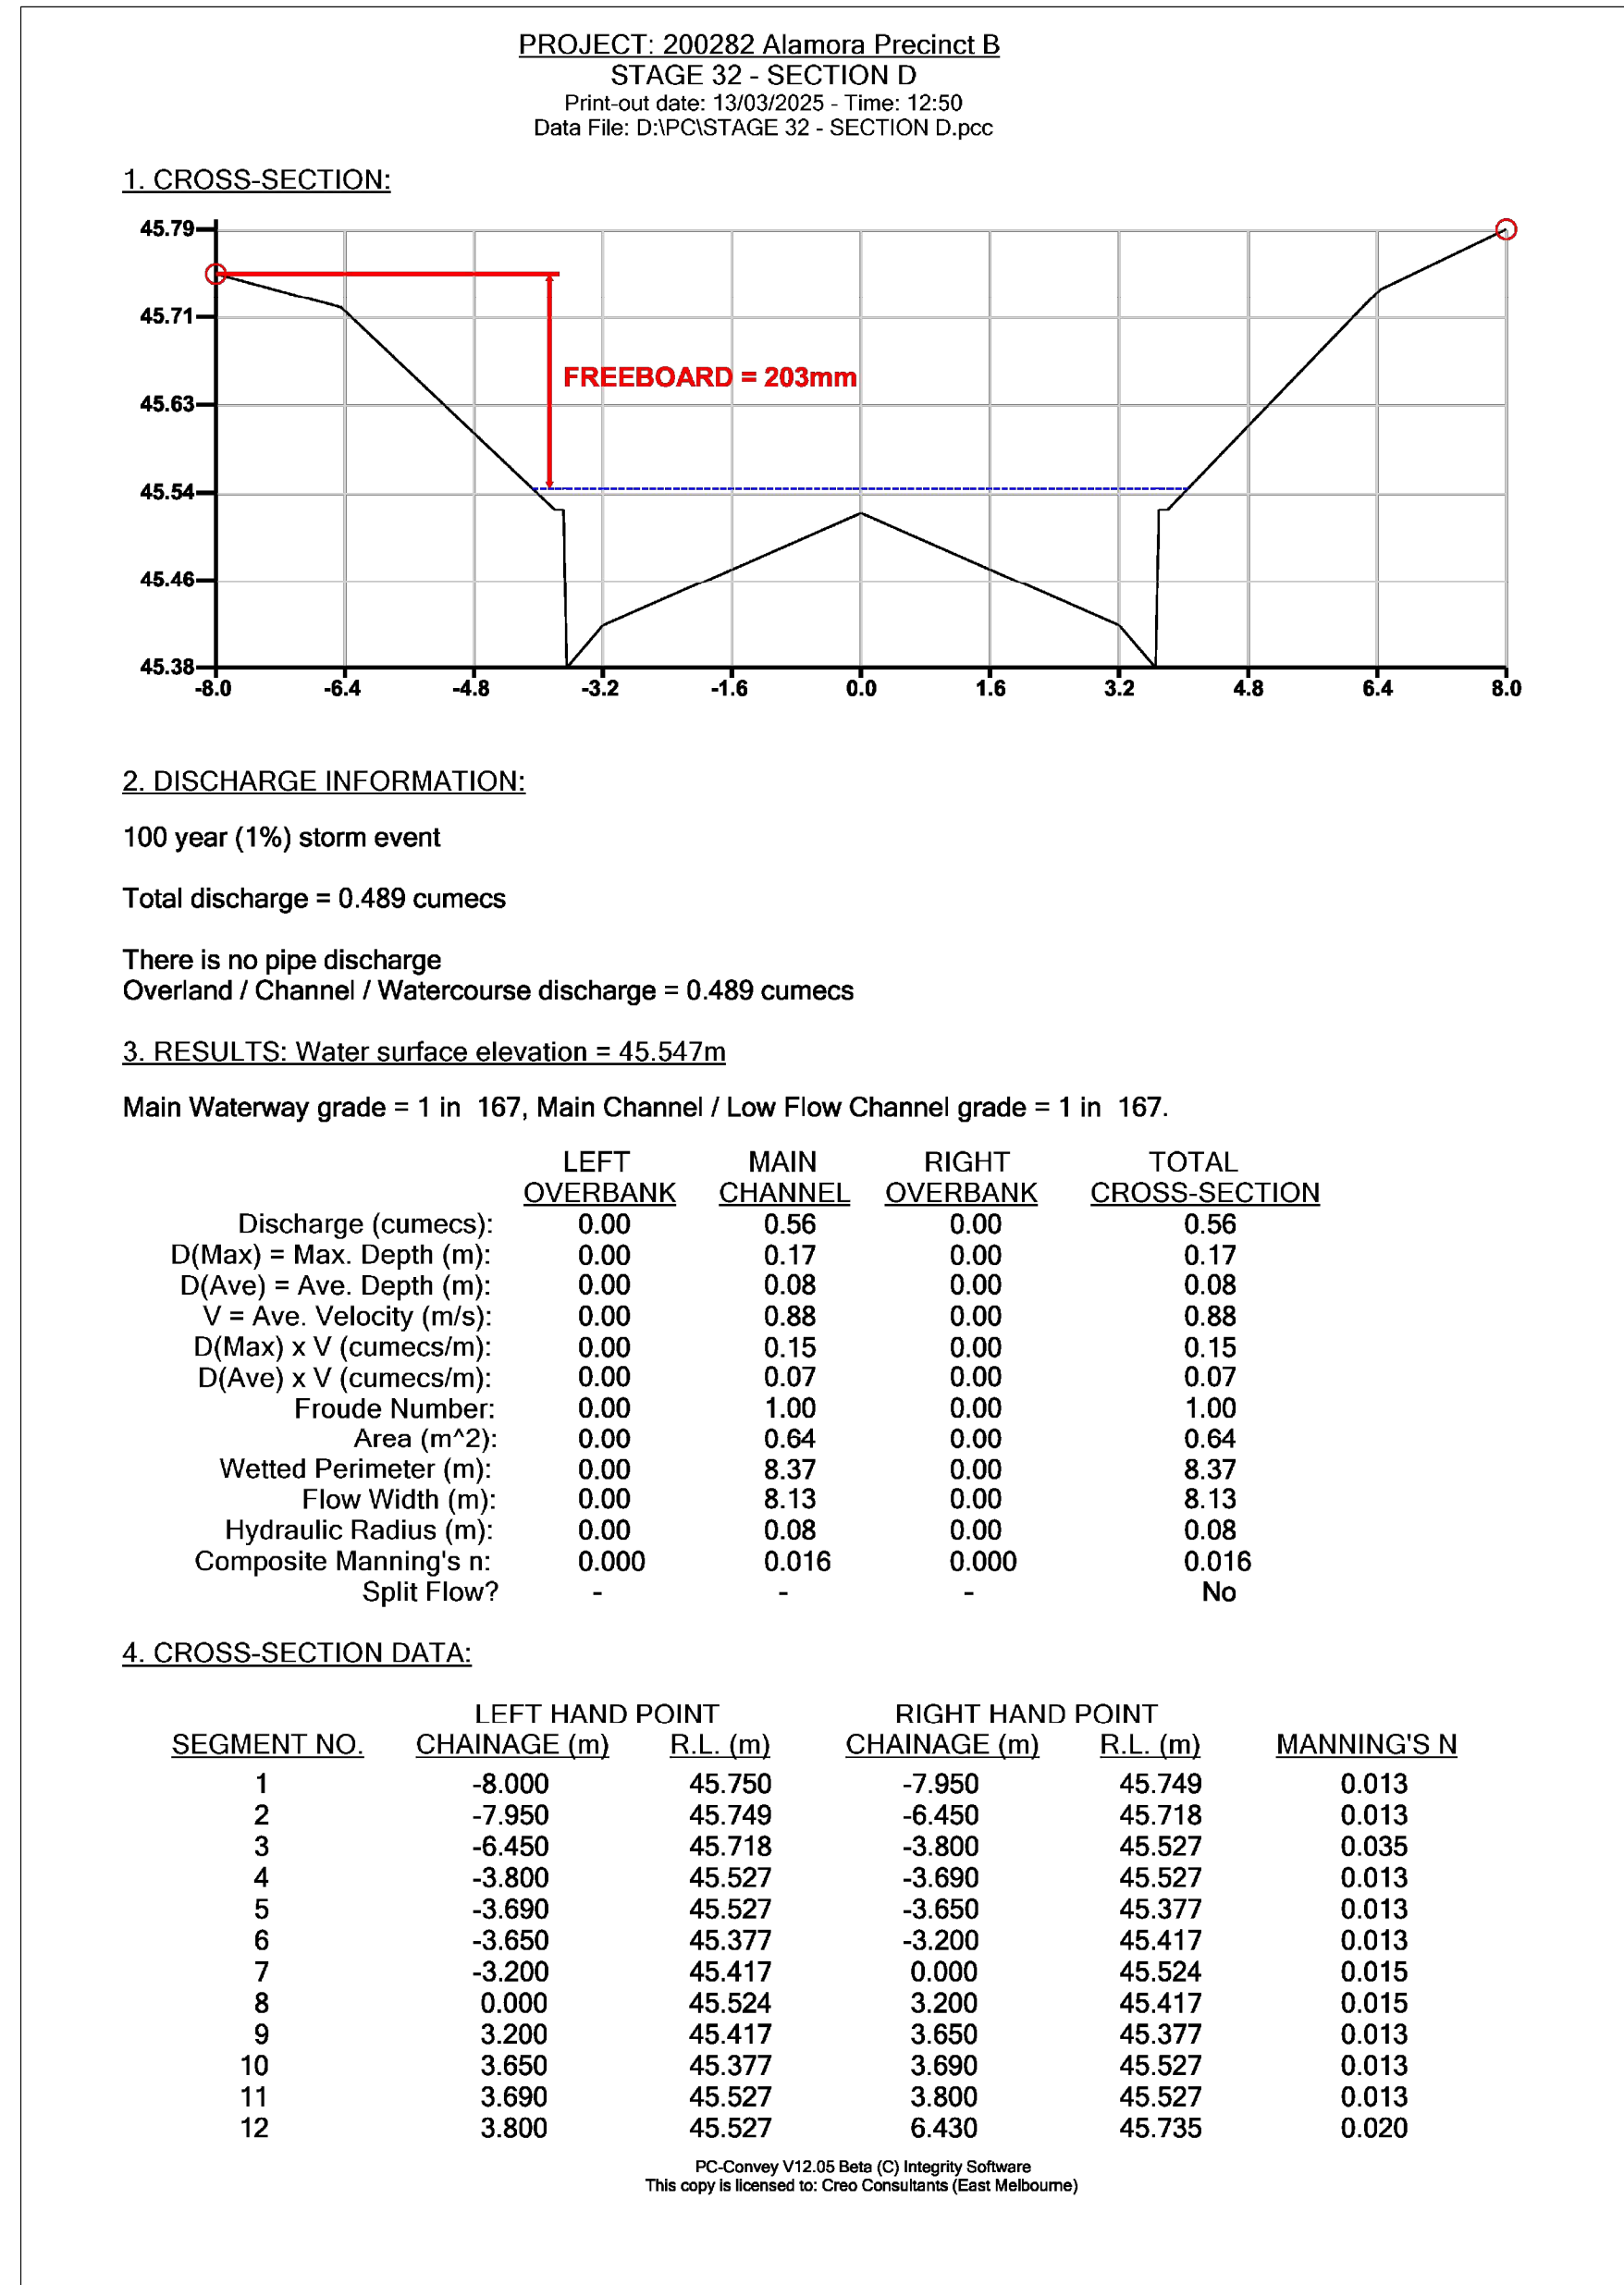 PROJECT: 200282 Alamora Precinct B
STAGE 32 - SECTION D
Print-out date: 13/03/2025 - Time: 12:50
Data File: D:\PC\STAGE 32 - SECTION D.pcc
1. CROSS-SECTION:
45.79
45.71
FREEBOARD = 203mm
45.63
45.54
45.46
45.38
-8.0 -6.4 -4.8 -3.2 -1.6 0.0 1.6 3.2 4.8 6.4 8.0
2. DISCHARGE INFORMATION:
100 year (1%) storm event
Total discharge = 0.489 cumecs
There is no pipe discharge
Overland / Channel / Watercourse discharge = 0.489 cumecs
3. RESULTS: Water surface elevation = 45.547m
Main Waterway grade = 1 in 167, Main Channel / Low Flow Channel grade = 1 in 167.
LEFT MAIN RIGHT TOTAL
OVERBANK CHANNEL OVERBANK CROSS-SECTION
Discharge (cumecs): 0.00 0.56 0.00 0.56
D(Max) = Max. Depth (m): 0.00 0.17 0.00 0.17
D(Ave) = Ave. Depth (m): 0.00 0.08 0.00 0.08
V = Ave. Velocity (m/s): 0.00 0.88 0.00 0.88
D(Max) x V (cumecs/m): 0.00 0.15 0.00 0.15
D(Ave) x V (cumecs/m): 0.00 0.07 0.00 0.07
Froude Number: 0.00 1.00 0.00 1.00
Area (m^2): 0.00 0.64 0.00 0.64
Wetted Perimeter (m): 0.00 8.37 0.00 8.37
Flow Width (m): 0.00 8.13 0.00 8.13
Hydraulic Radius (m): 0.00 0.08 0.00 0.08
Composite Manning's n: 0.000 0.016 0.000 0.016
Split Flow? - - - No
4. CROSS-SECTION DATA:
LEFT HAND POINT RIGHT HAND POINT
SEGMENT NO. CHAINAGE (m) R.L. (m) CHAINAGE (m) R.L. (m) MANNING'S N
1 -8.000 45.750 -7.950 45.749 0.013
2 -7.950 45.749 -6.450 45.718 0.013
3 -6.450 45.718 -3.800 45.527 0.035
4 -3.800 45.527 -3.690 45.527 0.013
5 -3.690 45.527 -3.650 45.377 0.013
6 -3.650 45.377 -3.200 45.417 0.013
7 -3.200 45.417 0.000 45.524 0.015
8 0.000 45.524 3.200 45.417 0.015
9 3.200 45.417 3.650 45.377 0.013
10 3.650 45.377 3.690 45.527 0.013
11 3.690 45.527 3.800 45.527 0.013
12 3.800 45.527 6.430 45.735 0.020
PC-Convey V12.05 Beta (C) Integrity Software
This copy is licensed to: Creo Consultants (East Melbourne)